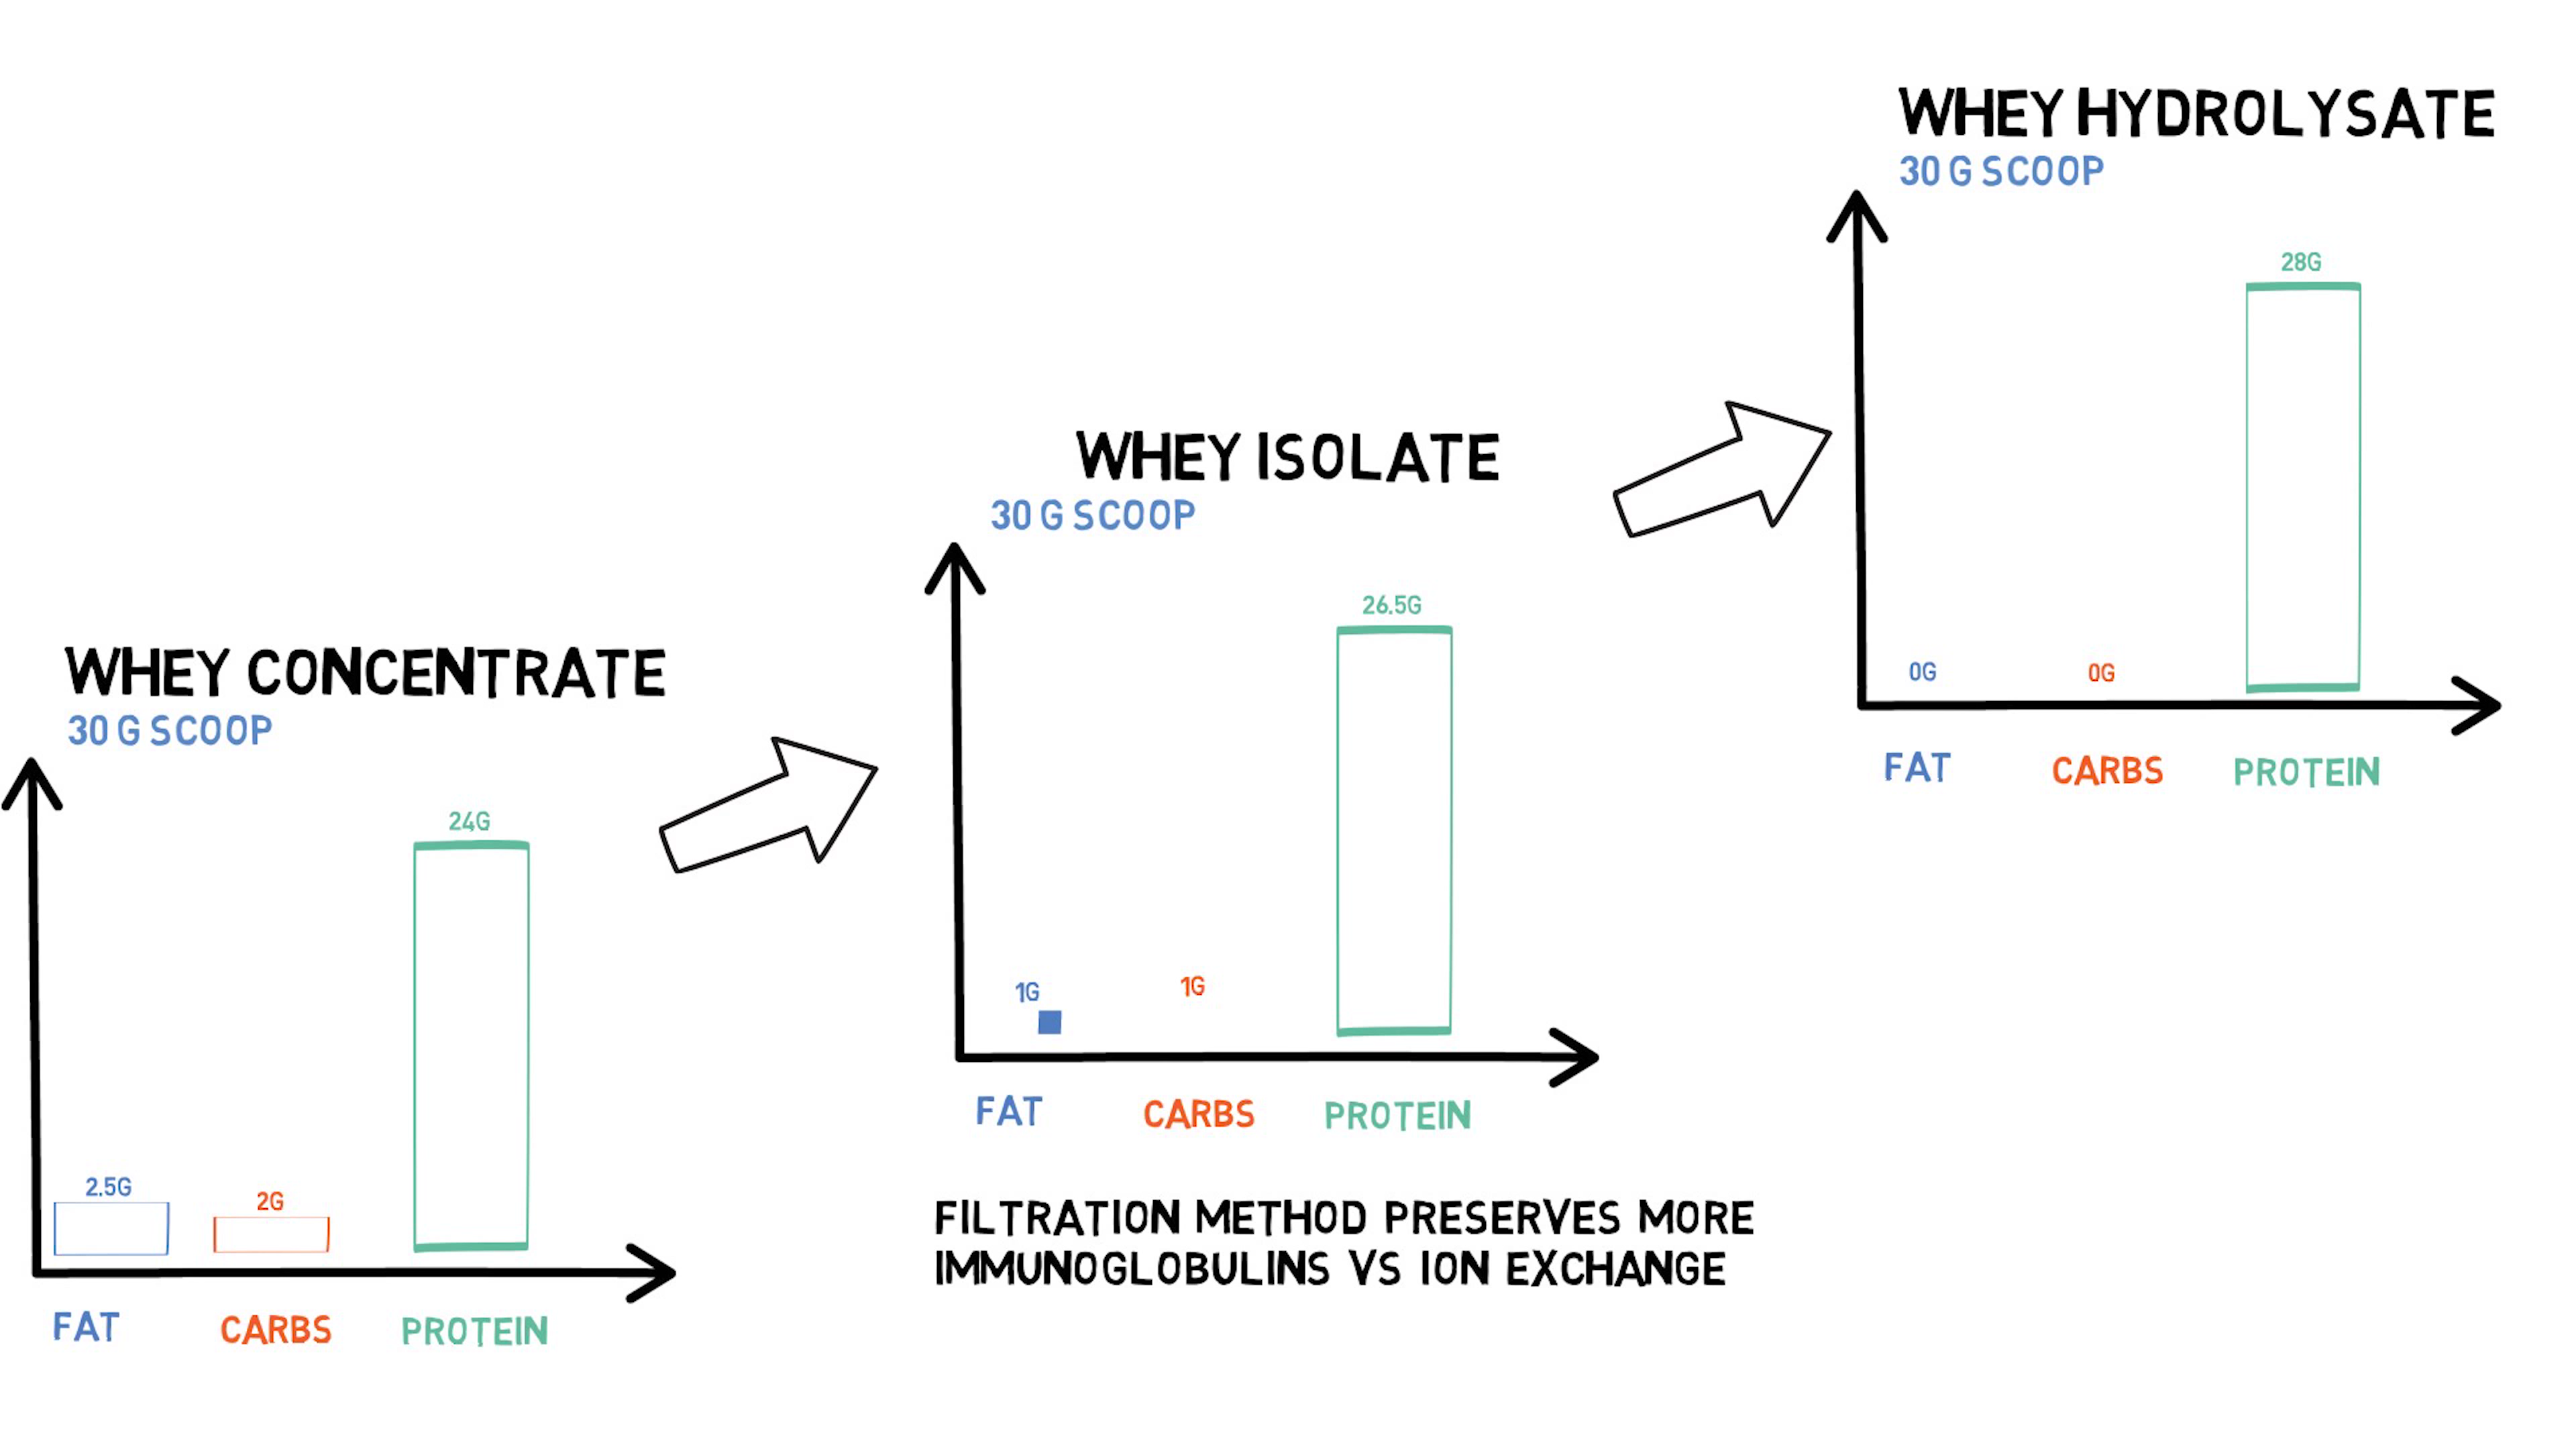 WHEY CONCENTRATE
30 G SCOOP
24G
2.5G
2G
FAT CARBS PROTEIN
WHEY ISOLATE
30 G SCOOP
26.5G
1G
1G
FAT CARBS PROTEIN
FILTRATION METHOD PRESERVES MORE
IMMUNOGLOBULINS VS ION EXCHANGE
WHEY HYDROLYSATE
30 G SCOOP
28G
0G
0G
FAT CARBS PROTEIN